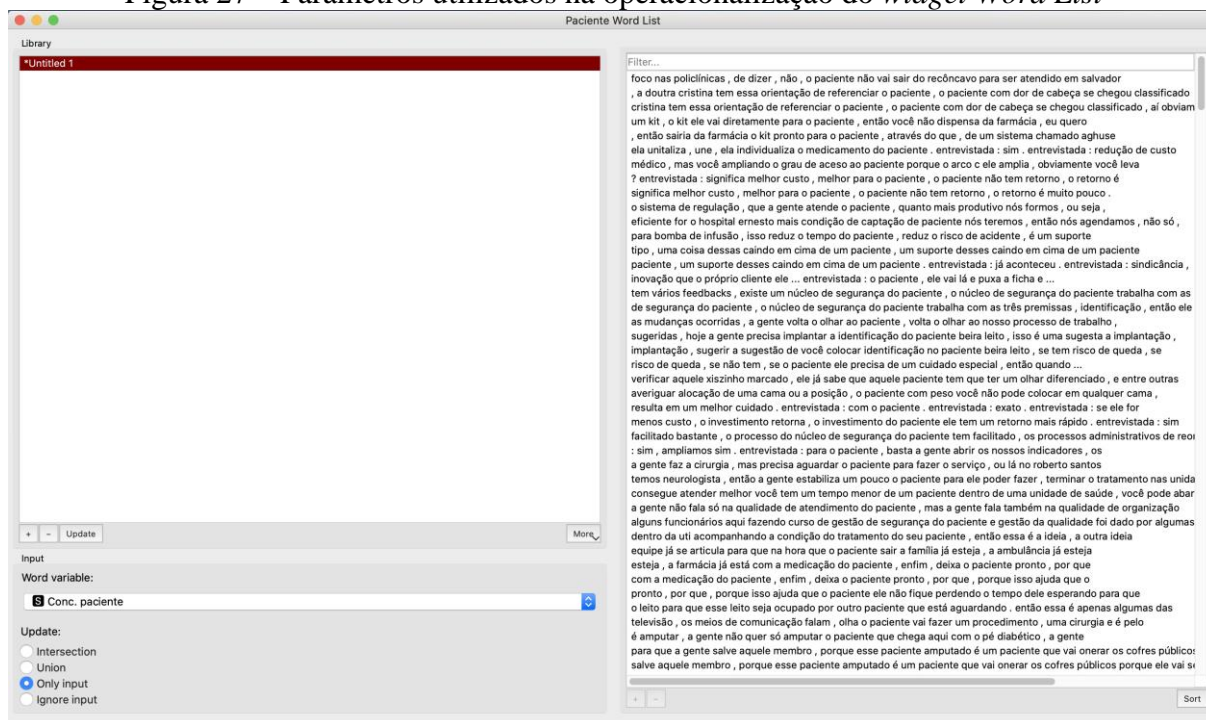 Figura 27 – Parâmetros utilizados na operacionalização do widget Word List
Paciente Word List
Library
*Untitled 1
+ - Update More
Input
Word variable:
S Conc. paciente
Update:
Intersection
Union
Only input
Ignore input
Filter...
foco nas policlínicas , de dizer , não , o paciente não vai sair do recôncavo para ser atendido em salvador
, a doutra cristina tem essa orientação de referenciar o paciente , o paciente com dor de cabeça se chegou classificado
cristina tem essa orientação de referenciar o paciente , o paciente com dor de cabeça se chegou classificado , aí obviam
um kit , o kit ele vai diretamente para o paciente , então você não dispensa da farmácia , eu quero
, então sairia da farmácia o kit pronto para o paciente , através do que , de um sistema chamado aghuse
ela unitaliza , une , ela individualiza o medicamento do paciente . entrevistada : sim . entrevistada : redução de custo
médico , mas você ampliando o grau de aceso ao paciente porque o arco c ele amplia , obviamente você leva
? entrevistada : significa melhor custo , melhor para o paciente , o paciente não tem retorno , o retorno é
significa melhor custo , melhor para o paciente , o paciente não tem retorno , o retorno é muito pouco .
o sistema de regulação , que a gente atende o paciente , quanto mais produtivo nós formos , ou seja ,
eficiente for o hospital ernesto mais condição de captação de paciente nós teremos , então nós agendamos , não só ,
para bomba de infusão , isso reduz o tempo do paciente , reduz o risco de acidente , é um suporte
tipo , uma coisa dessas caindo em cima de um paciente , um suporte desses caindo em cima de um paciente
paciente , um suporte desses caindo em cima de um paciente . entrevistada : já aconteceu . entrevistada : sindicância ,
inovação que o próprio cliente ele ... entrevistada : o paciente , ele vai lá e puxa a ficha e ...
tem vários feedbacks , existe um núcleo de segurança do paciente , o núcleo de segurança do paciente trabalha com as
de segurança do paciente , o núcleo de segurança do paciente trabalha com as três premissas , identificação , então ele
as mudanças ocorridas , a gente volta o olhar ao paciente , volta o olhar ao nosso processo de trabalho ,
sugeridas , hoje a gente precisa implantar a identificação do paciente beira leito , isso é uma sugesta a implantação ,
implantação , sugerir a sugestão de você colocar identificação no paciente beira leito , se tem risco de queda , se
risco de queda , se não tem , se o paciente ele precisa de um cuidado especial , então quando ...
verificar aquele xiszinho marcado , ele já sabe que aquele paciente tem que ter um olhar diferenciado , e entre outras
averiguar alocação de uma cama ou a posição , o paciente com peso você não pode colocar em qualquer cama ,
resulta em um melhor cuidado . entrevistada : com o paciente . entrevistada : exato . entrevistada : se ele for
menos custo , o investimento retorna , o investimento do paciente ele tem um retorno mais rápido . entrevistada : sim
facilitado bastante , o processo do núcleo de segurança do paciente tem facilitado , os processos administrativos de reor
: sim , ampliamos sim . entrevistada : para o paciente , basta a gente abrir os nossos indicadores , os
a gente faz a cirurgia , mas precisa aguardar o paciente para fazer o serviço , ou lá no roberto santos
temos neurologista , então a gente estabiliza um pouco o paciente para ele poder fazer , terminar o tratamento nas unida
consegue atender melhor você tem um tempo menor de um paciente dentro de uma unidade de saúde , você pode abar
a gente não fala só na qualidade de atendimento do paciente , mas a gente fala também na qualidade de organização
alguns funcionários aqui fazendo curso de gestão de segurança do paciente e gestão da qualidade foi dado por algumas
dentro da uti acompanhando a condição do tratamento do seu paciente , então essa é a ideia , a outra ideia
equipe já se articula para que na hora que o paciente sair a família já esteja , a ambulância já esteja
esteja , a farmácia já está com a medicação do paciente , enfim , deixa o paciente pronto , por que
com a medicação do paciente , enfim , deixa o paciente pronto , por que , porque isso ajuda que o
pronto , por que , porque isso ajuda que o paciente ele não fique perdendo o tempo dele esperando para que
o leito para que esse leito seja ocupado por outro paciente que está aguardando . então essa é apenas algumas das
televisão , os meios de comunicação falam , olha o paciente vai fazer um procedimento , uma cirurgia e é pelo
é amputar , a gente não quer só amputar o paciente que chega aqui com o pé diabético , a gente
para que a gente salve aquele membro , porque esse paciente amputado é um paciente que vai onerar os cofres públicos
salve aquele membro , porque esse paciente amputado é um paciente que vai onerar os cofres públicos porque ele vai se
+ - Sort